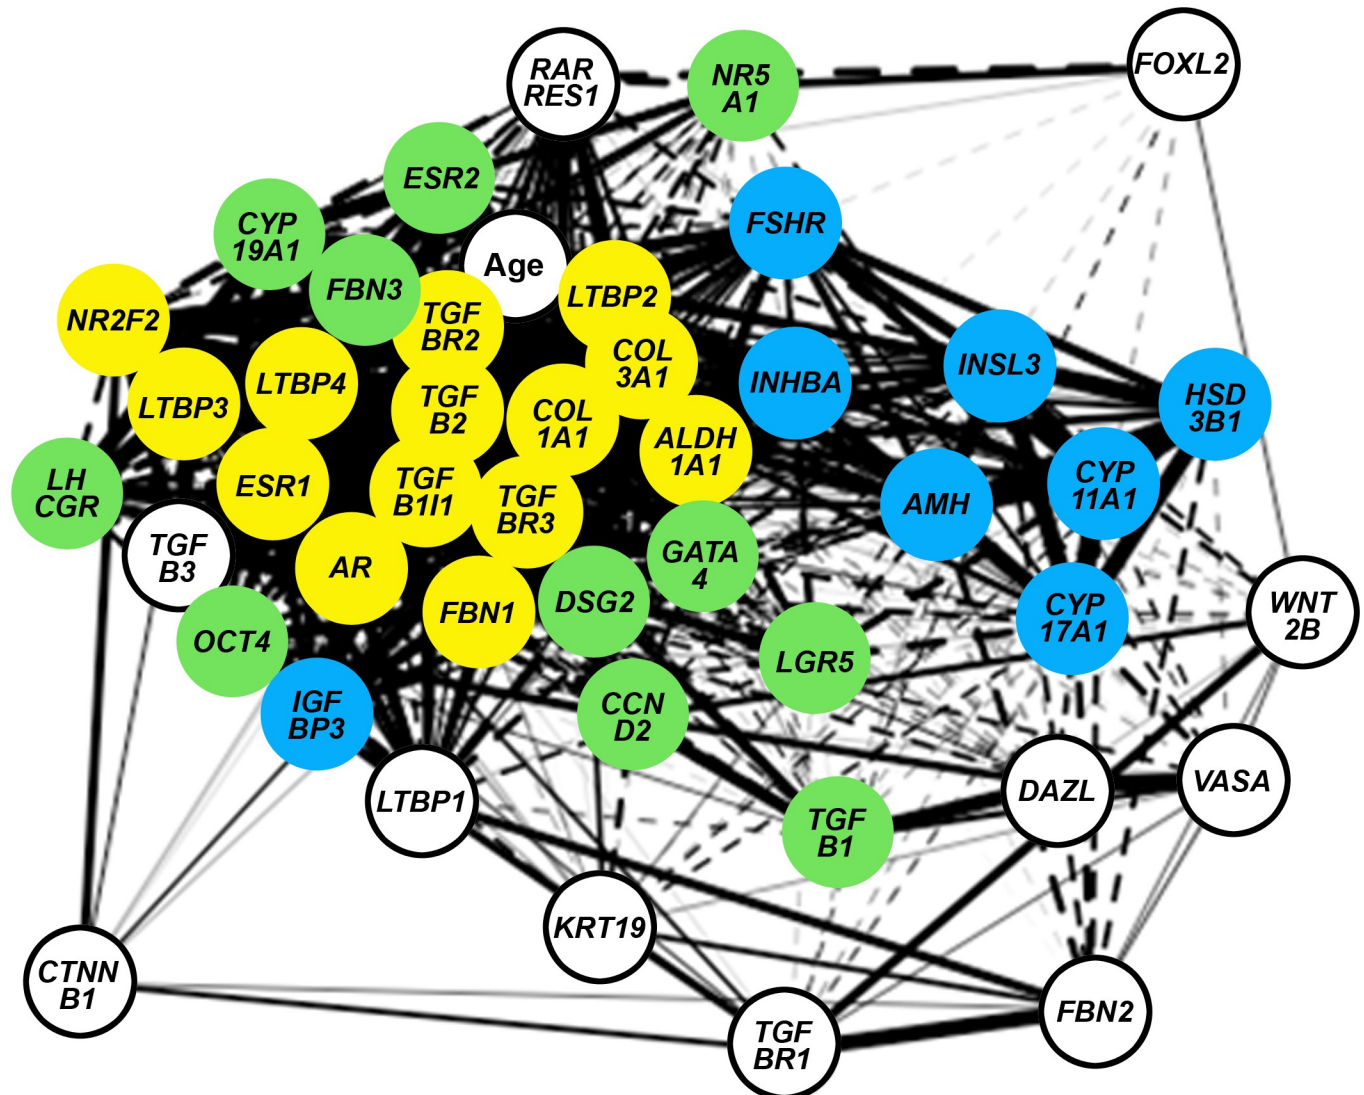 RAR
RES1
NR5
A1
FOXL2
ESR2
CYP
19A1
FSHR
Age
FBN3
LTBP2
NR2F2
TGF
BR2
COL
3A1
INSL3
LTBP4
INHBA
LTBP3
TGF
B2
COL
1A1
HSD
3B1
ALDH
1A1
LH
CGR
ESR1
TGF
B1I1
TGF
BR3
AMH
CYP
11A1
TGF
B3
AR
GATA
4
FBN1
DSG2
CYP
17A1
WNT
2B
OCT4
LGR5
IGF
BP3
CCN
D2
LTBP1
DAZL
VASA
TGF
B1
KRT19
CTNN
B1
TGF
BR1
FBN2